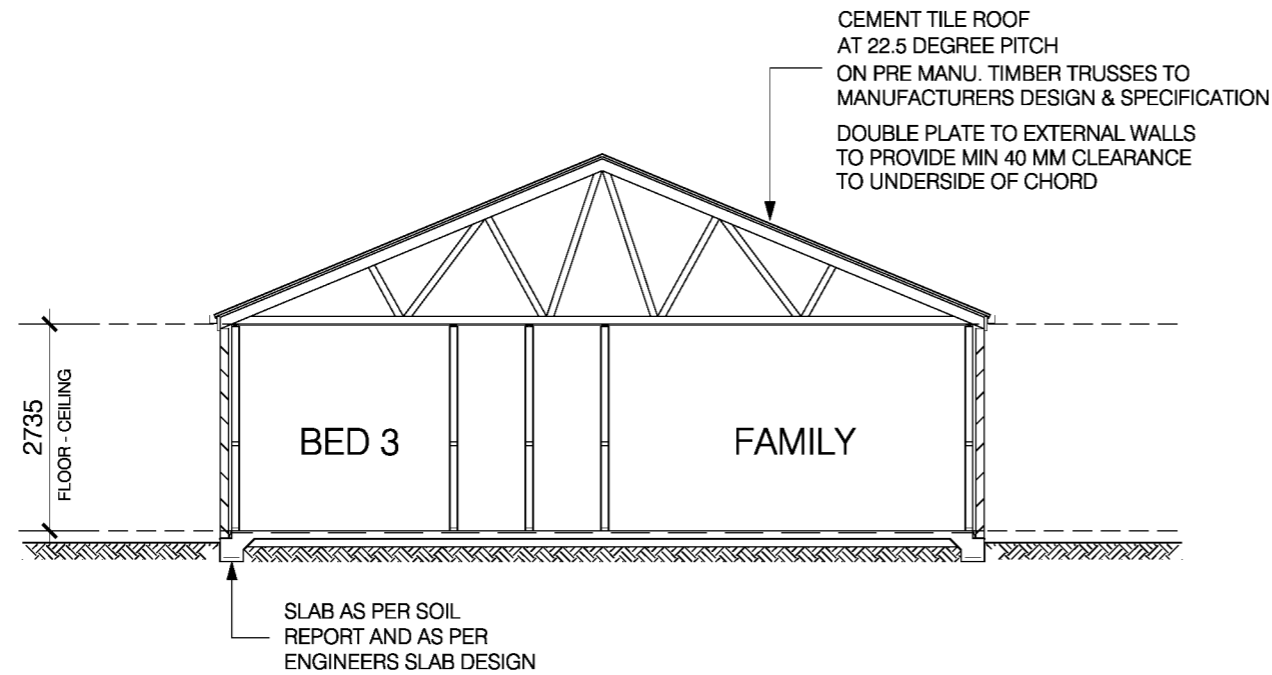 CEMENT TILE ROOF
AT 22.5 DEGREE PITCH
ON PRE MANU. TIMBER TRUSSES TO
MANUFACTURERS DESIGN & SPECIFICATION
DOUBLE PLATE TO EXTERNAL WALLS
TO PROVIDE MIN 40 MM CLEARANCE
TO UNDERSIDE OF CHORD
2735
FLOOR - CEILING
BED 3
FAMILY
SLAB AS PER SOIL
REPORT AND AS PER
ENGINEERS SLAB DESIGN